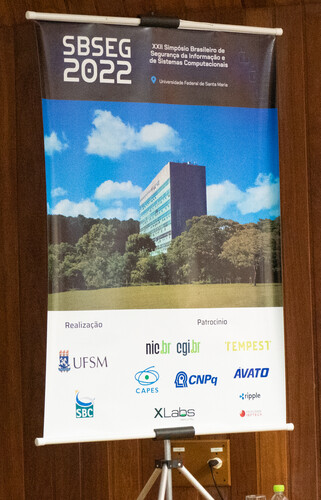 SBSEG
2022
XXII Simpósio Brasileiro de
Segurança da Informação e
de Sistemas Computacionais
Universidade Federal de Santa Maria
Realização
Patrocínio
UFSM
nic.br cgi.br
TEMPEST
CAPES
CNPq
AVATO
SBC
XLabs
ripple